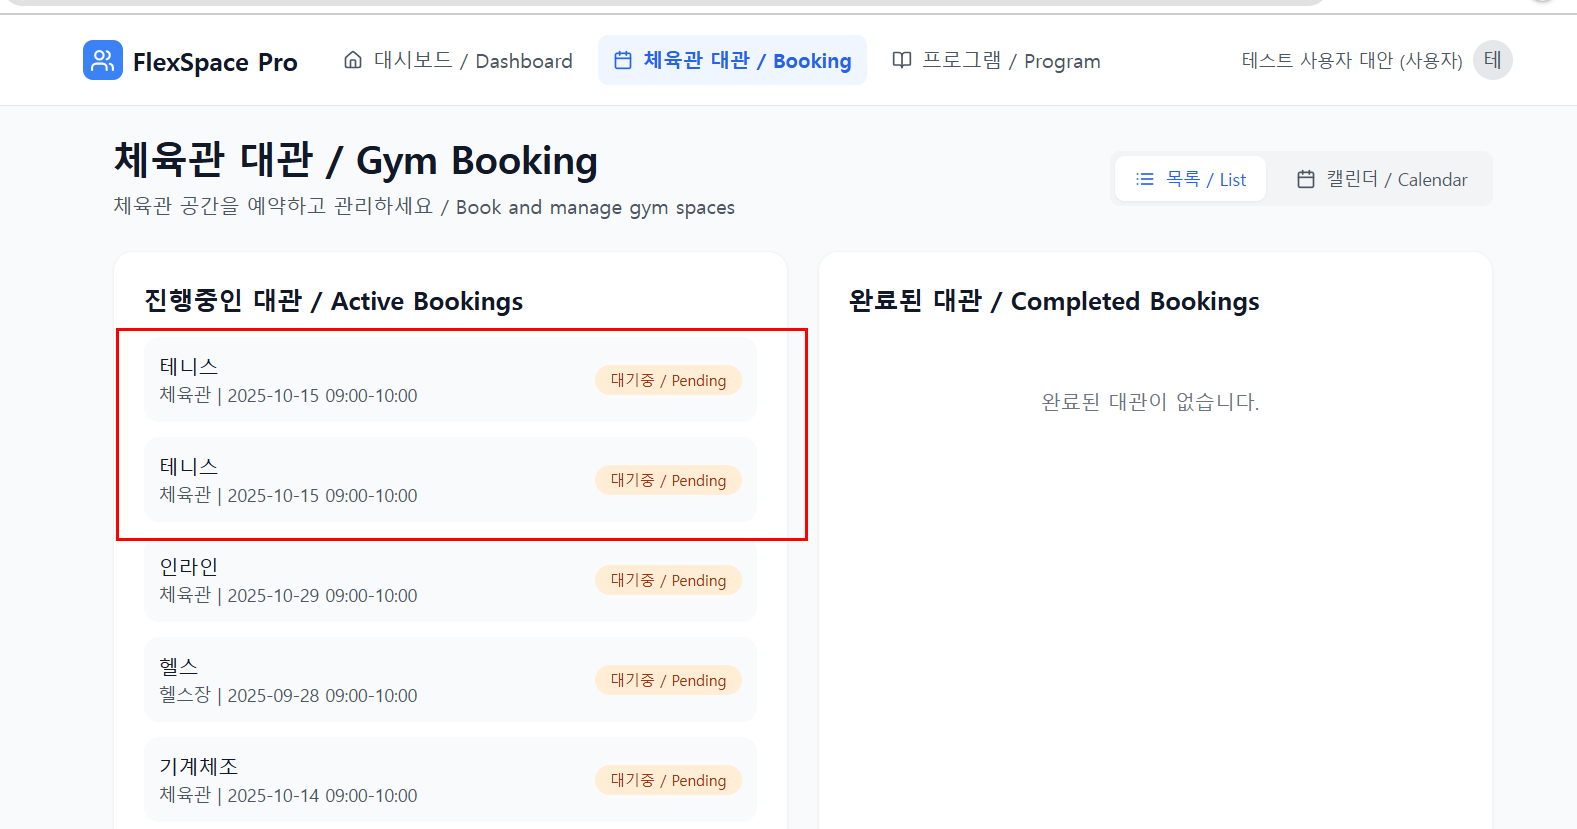 FlexSpace Pro
대시보드 / Dashboard
체육관 대관 / Booking
프로그램 / Program
테스트 사용자 대안 (사용자)
테
체육관 대관 / Gym Booking
체육관 공간을 예약하고 관리하세요 / Book and manage gym spaces
목록 / List
캘린더 / Calendar
진행중인 대관 / Active Bookings
테니스
체육관 | 2025-10-15 09:00-10:00
대기중 / Pending
테니스
체육관 | 2025-10-15 09:00-10:00
대기중 / Pending
인라인
체육관 | 2025-10-29 09:00-10:00
대기중 / Pending
헬스
헬스장 | 2025-09-28 09:00-10:00
대기중 / Pending
기계체조
체육관 | 2025-10-14 09:00-10:00
대기중 / Pending
완료된 대관 / Completed Bookings
완료된 대관이 없습니다.